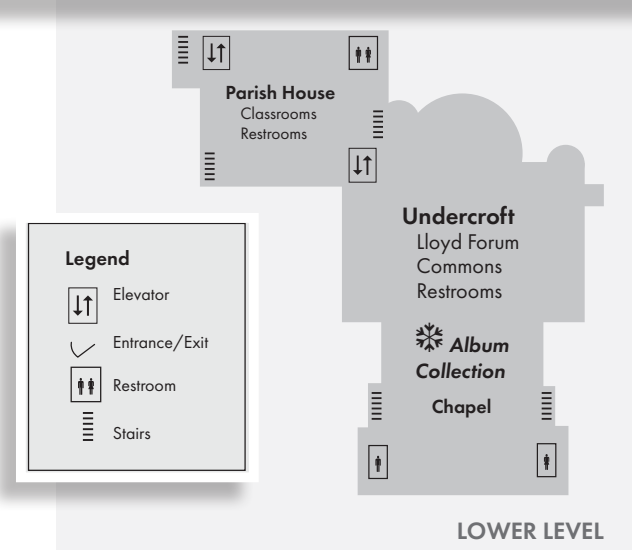 Parish House
Classrooms
Restrooms
Undercroft
Lloyd Forum
Commons
Restrooms
Album
Collection
Chapel
Legend
Elevator
Entrance/Exit
Restroom
Stairs
LOWER LEVEL